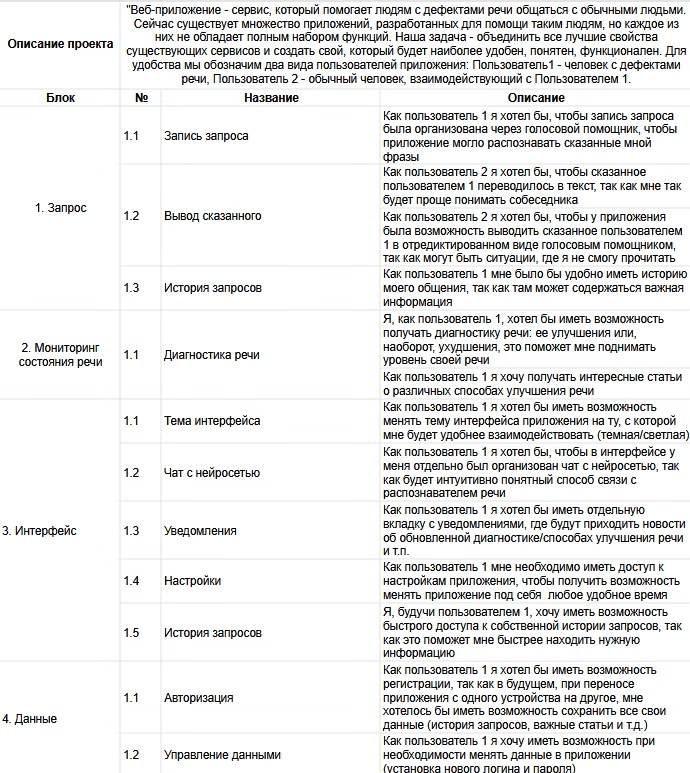 "Веб-приложение - сервис, который помогает людям с дефектами речи общаться с обычными людьми.
Сейчас существует множество приложений, разработанных для помощи таким людям, но каждое из
Описание проекта
них не обладает полным набором функций. Наша задача - объединить все лучшие свойства
существующих сервисов и создать свой, который будет наиболее удобен, понятен, функционален. Для
удобства мы обозначим два вида пользователей приложения: Пользователь1 - человек с дефектами
речи, Пользователь 2 - обычный человек, взаимодействующий с Пользователем 1.
Блок № Название Описание
1. Запрос
1.1 Запись запроса
Как пользователь 1 я хотел бы, чтобы запись запроса
была организована через голосовой помощник, чтобы
приложение могло распознавать сказанные мной
фразы
1.2 Вывод сказанного
Как пользователь 2 я хотел бы, чтобы сказанное
пользователем 1 переводилось в текст, так как мне так
будет проще понимать собеседника
Как пользователь 2 я хотел бы, чтобы у приложения
была возможность выводить сказанное пользователем
1 в отредиктированном виде голосовым помощником,
так как могут быть ситуации, где я не смогу прочитать
1.3 История запросов
Как пользователь 1 мне было бы удобно иметь историю
моего общения, так как там может содержаться важная
информация
2. Мониторинг
состояния речи
1.1 Диагностика речи
Я, как пользователь 1, хотел бы иметь возможность
получать диагностику речи: ее улучшения или,
наоборот, ухудшения, это поможет мне поднимать
уровень своей речи
Как пользователь 1 я хочу получать интересные статьи
о различных способах улучшения речи
3. Интерфейс
1.1 Тема интерфейса
Как пользователь 1 я хотел бы иметь возможность
менять тему интерфейса приложения на ту, с которой
мне будет удобнее взаимодействовать (темная/светлая)
1.2 Чат с нейросетью
Как пользователь 1 я хотел бы, чтобы в интерфейсе у
меня отдельно был организован чат с нейросетью, так
как будет интуитивно понятный способ связи с
распознавателем речи
1.3 Уведомления
Как пользователь 1 я хотел бы иметь отдельную
вкладку с уведомлениями, где будут приходить новости
об обновленной диагностике/способах улучшения речи
и т.п.
1.4 Настройки
Как пользователь 1 мне необходимо иметь доступ к
настройкам приложения, чтобы получить возможность
менять приложение под себя любое удобное время
1.5 История запросов
Я, будучи пользователем 1, хочу иметь возможность
быстрого доступа к собственной истории запросов, так
как это поможет мне быстрее находить нужную
информацию
4. Данные
1.1 Авторизация
Как пользователь 1 я хотел бы иметь возможность
регистрации, так как в будущем, при переносе
приложения с одного устройства на другое, мне
хотелось бы иметь возможность сохранить все свои
данные (история запросов, важные статьи и т.д.)
1.2 Управление данными
Как пользователь 1 я хочу иметь возможность при
необходимости менять данные в приложении
(установка нового логина и пароля)